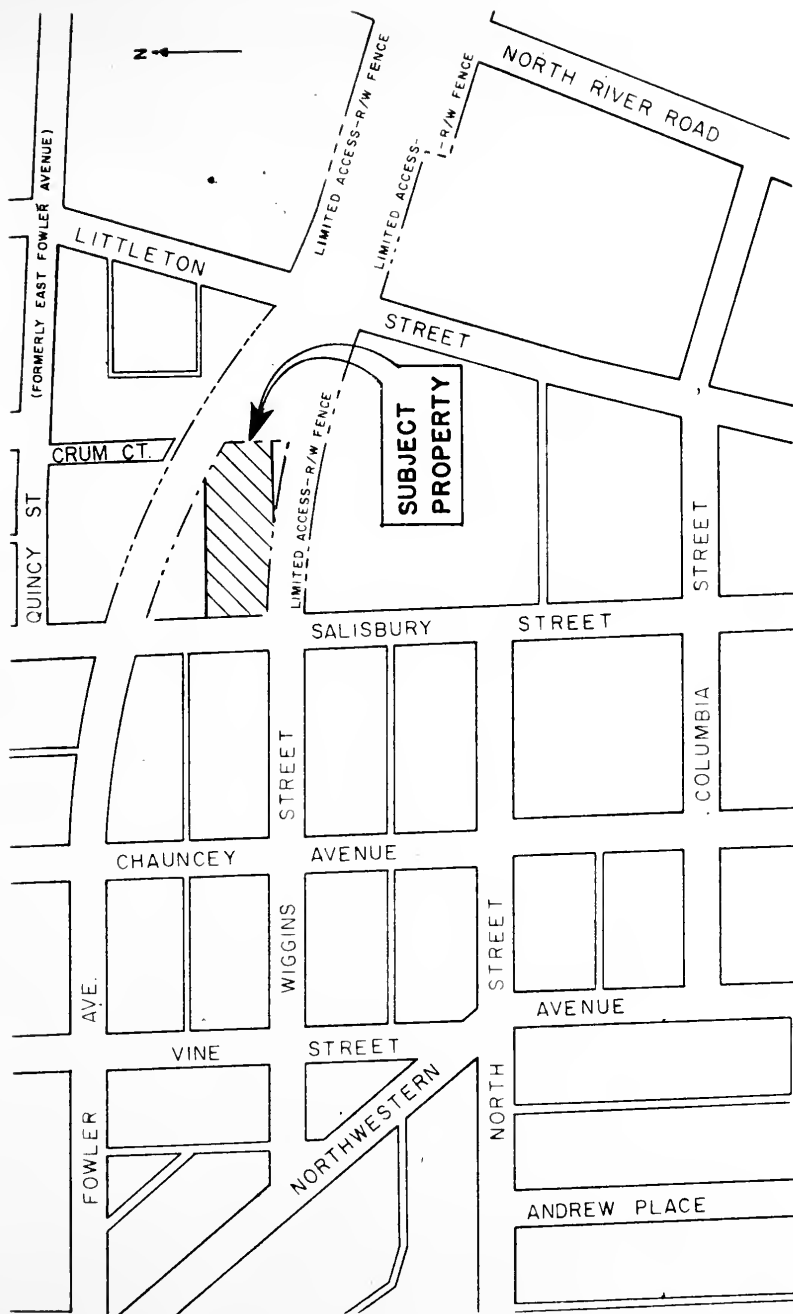 N
LIMITED ACCESS-R/W FENCE
NORTH RIVER ROAD
LIMITED ACCESS-
-R/W FENCE
(FORMERLY EAST FOWLER AVENUE)
LITTLETON
STREET
CRUM CT.
QUINCY ST
SUBJECT
PROPERTY
LIMITED ACCESS-R/W FENCE
SALISBURY
STREET
STREET
COLUMBIA
STREET
CHAUNCEY
AVENUE
WIGGINS
STREET
AVE.
AVENUE
VINE
STREET
NORTHWESTERN
NORTH
FOWLER
ANDREW PLACE